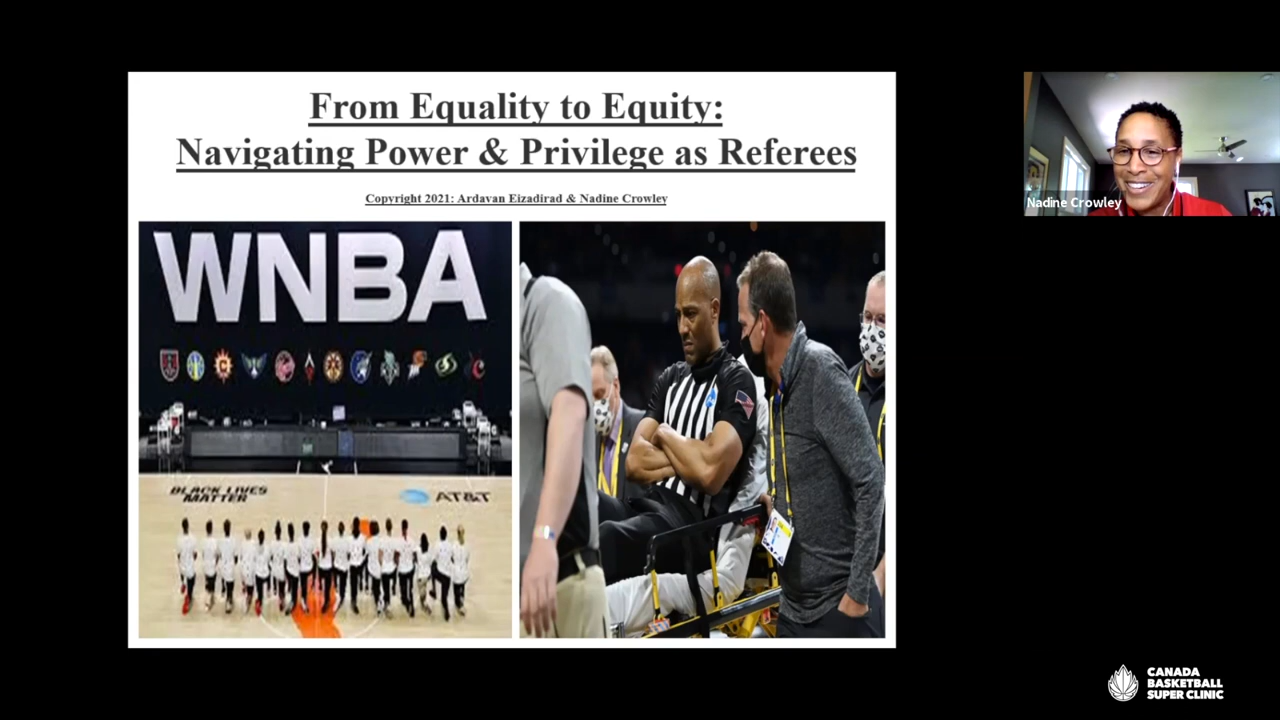 From Equality to Equity:
Navigating Power & Privilege as Referees
Copyright 2021: Ardavan Eizadirad & Nadine Crowley
WNBA
BLACK LIVES
MATTER
AT&T
Nadine Crowley
CANADA
BASKETBALL
SUPER CLINIC